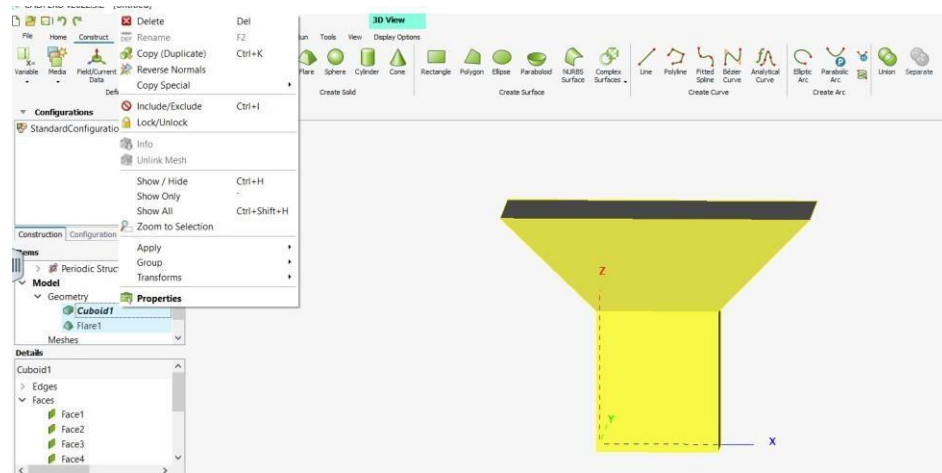 3D View
File Home Construct Tools View Display Options
Variable Media Field/Current Data Flare Sphere Cylinder Cone Rectangle Polygon Ellipse Paraboloid NURBS Surface Complex Surfaces Line Polyline Fitted Spline Bézier Curve Analytical Curve Elliptic Arc Parabolic Arc Union Separate
Create Solid Create Surface Create Curve Create Arc
Delete Del
Rename F2
Copy (Duplicate) Ctrl+K
Reverse Normals
Copy Special
Include/Exclude Ctrl+I
Lock/Unlock
Info
Unlink Mesh
Show / Hide Ctrl+H
Show Only `
Show All Ctrl+Shift+H
Zoom to Selection
Apply
Group
Transforms
Properties
Configurations
StandardConfiguratio
Construction Configuration
Periodic Struc
Model
Geometry
Cuboid1
Flare1
Meshes
Details
Cuboid1
Edges
Faces
Face1
Face2
Face3
Face4
Z
Y
X